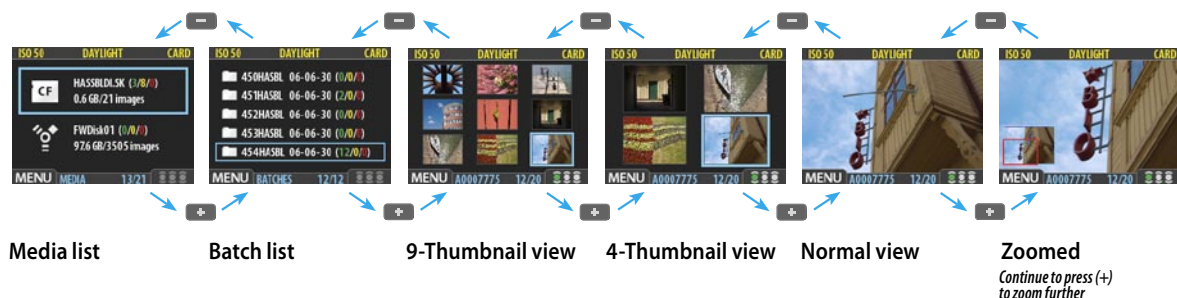 ISO 50 DAYLIGHT CARD
CF
HASSBLDLSK (3/8/0)
0.6 GB/21 images
FWDisk01 (0/0/0)
97.6 GB/3505 images
MENU MEDIA 13/21
ISO 50 DAYLIGHT CARD
450HASBL 06-06-30 (0/0/0)
451HASBL 06-06-30 (2/0/0)
452HASBL 06-06-30 (0/0/0)
453HASBL 06-06-30 (0/0/0)
454HASBL 06-06-30 (12/0/0)
MENU BATCHES 12/12
ISO 50 DAYLIGHT CARD
MENU A0007775 12/20
ISO 50 DAYLIGHT CARD
MENU A0007775 12/20
ISO 50 DAYLIGHT CARD
MENU A0007775 12/20
ISO 50 DAYLIGHT CARD
MENU A0007775 12/20
Media list
Batch list
9-Thumbnail view
4-Thumbnail view
Normal view
Zoomed
Continue to press (+)
to zoom further